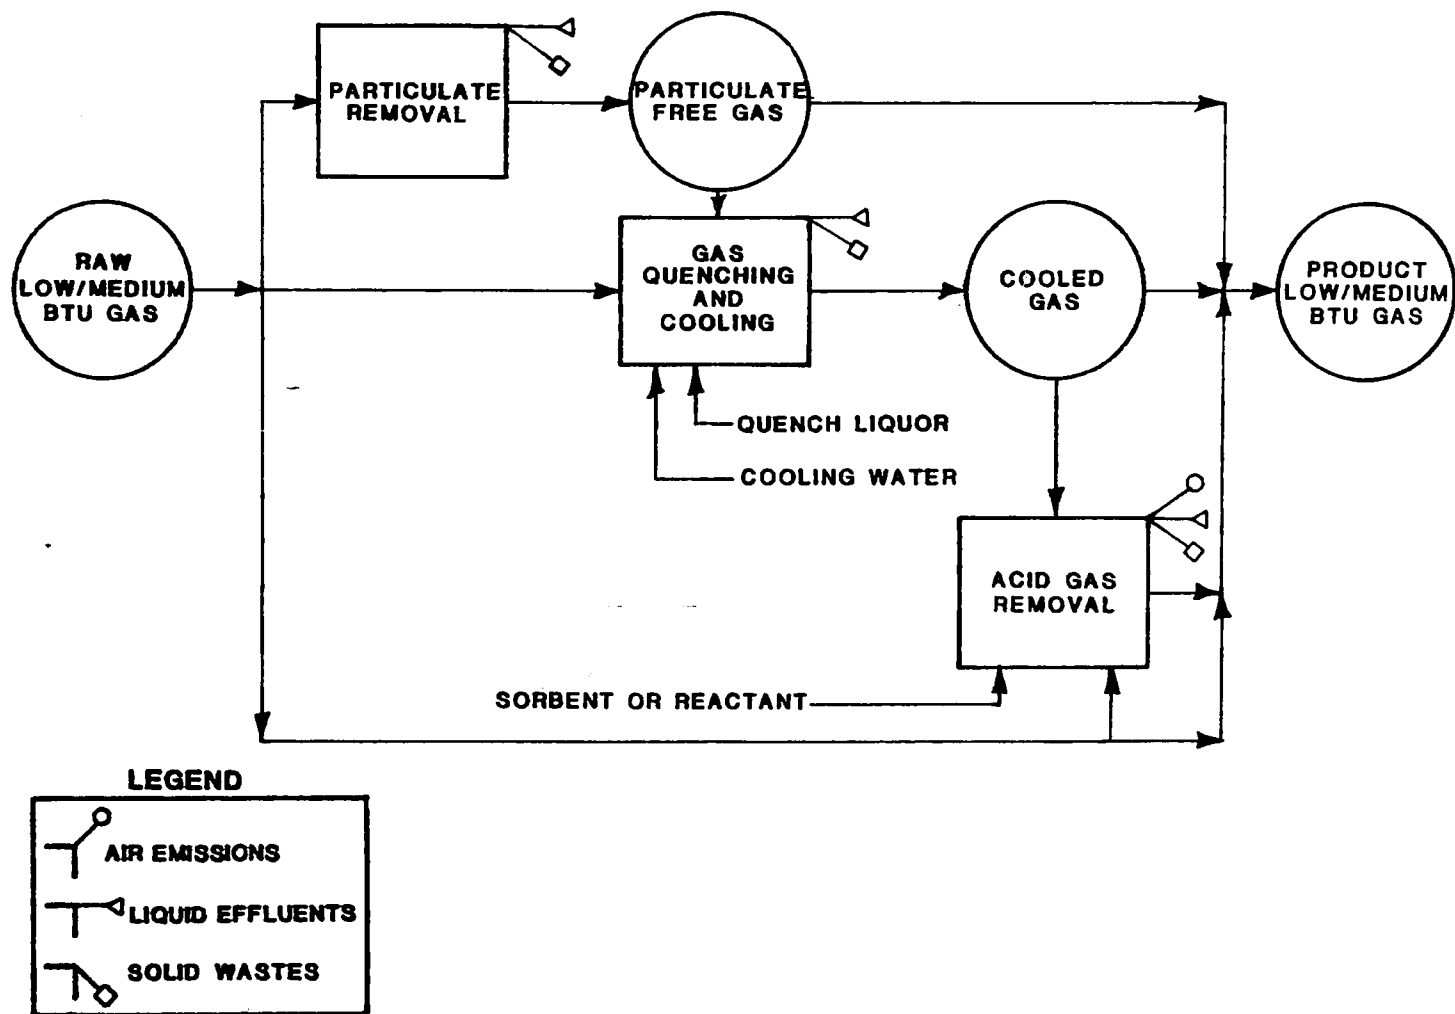 PARTICULATE
REMOVAL
PARTICULATE
FREE GAS
RAW
LOW/MEDIUM
BTU GAS
GAS
QUENCHING
AND
COOLING
COOLED
GAS
PRODUCT
LOW/MEDIUM
BTU GAS
QUENCH LIQUOR
COOLING WATER
ACID GAS
REMOVAL
SORBENT OR REACTANT
LEGEND
AIR EMISSIONS
LIQUID EFFLUENTS
SOLID WASTES